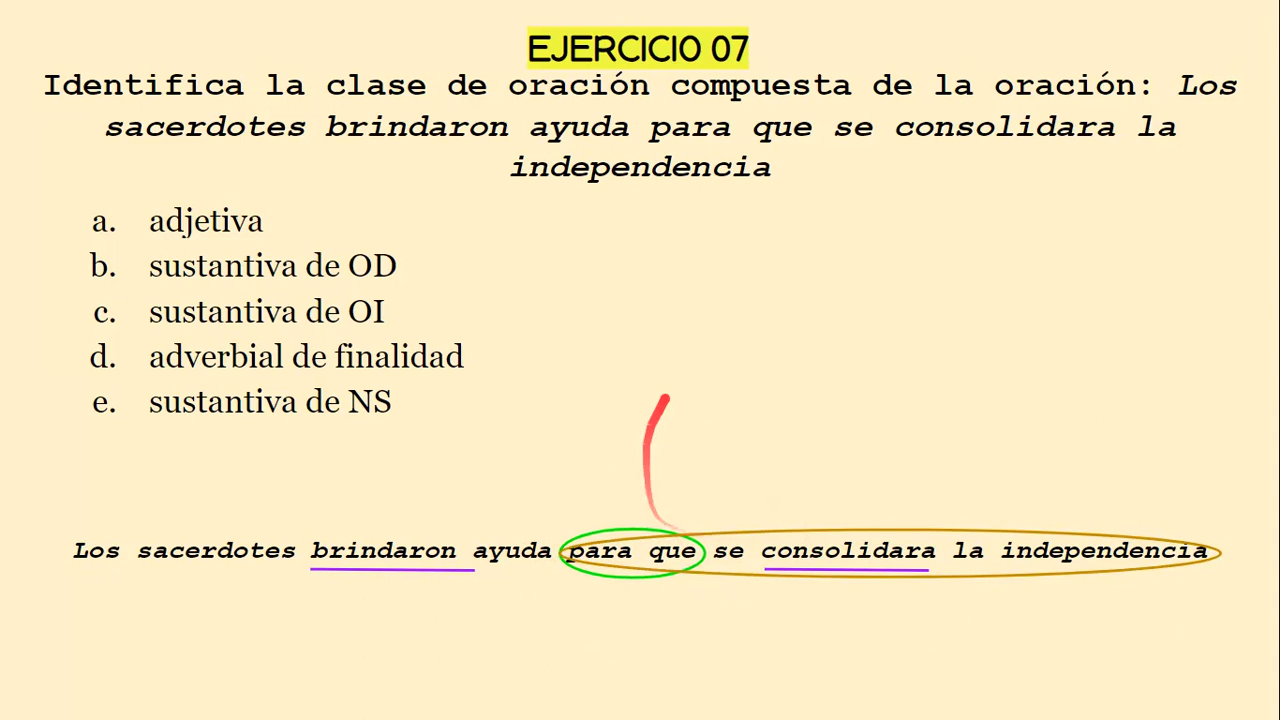 EJERCICIO 07
Identifica la clase de oración compuesta de la oración: Los
sacerdotes brindaron ayuda para que se consolidara la
independencia
a. adjetiva
b. sustantiva de OD
c. sustantiva de OI
d. adverbial de finalidad
e. sustantiva de NS
Los sacerdotes brindaron ayuda para que se consolidara la independencia